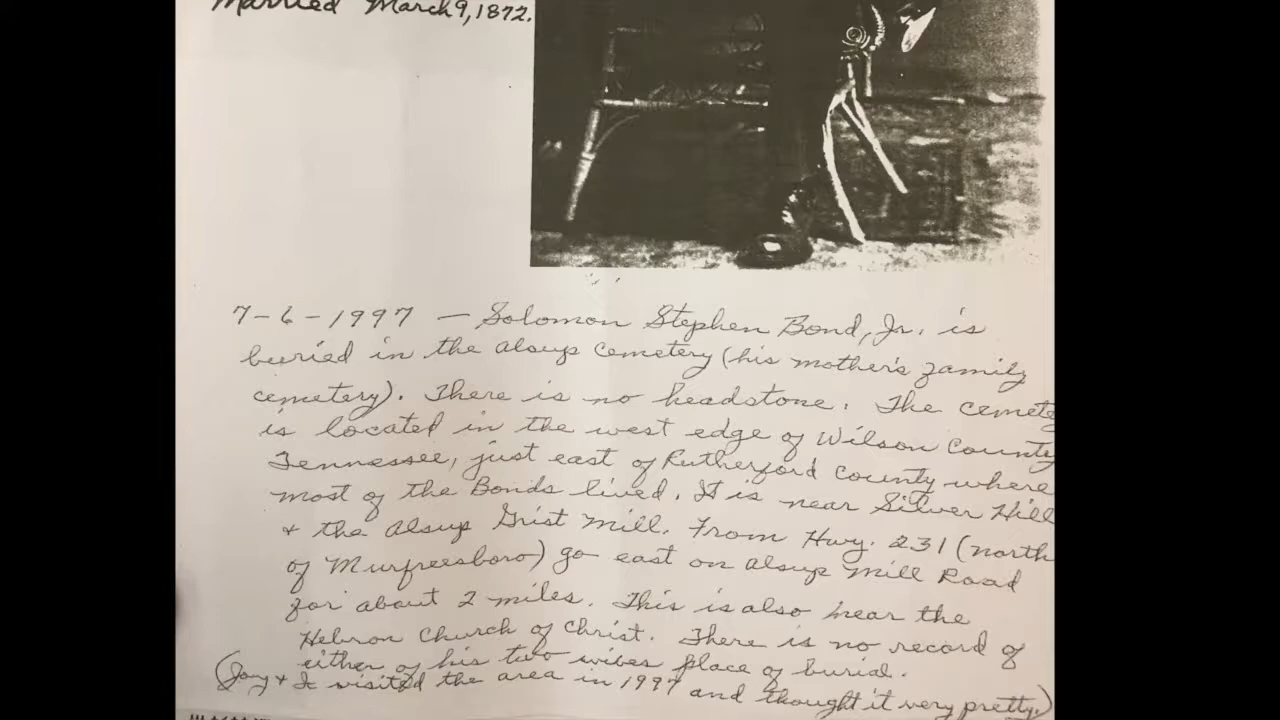 Married March 9, 1872.
7-6-1997 — Solomon Stephen Bond, Jr. is
buried in the Alsup Cemetery (his mother's family
cemetery). There is no headstone. The cemete
is located in the west edge of Wilson County
Tennessee, just east of Rutherford County where
most of the Bonds lived. It is near Silver Hill
+ the Alsup Grist Mill. From Hwy. 231 (north
of Murfreesboro) go east on Alsup Mill Road
for about 2 miles. This is also near the
Hebron Church of Christ. There is no record of
either of his two wives place of burial.
( + I visited the area in 1997 and thought it very pretty.)